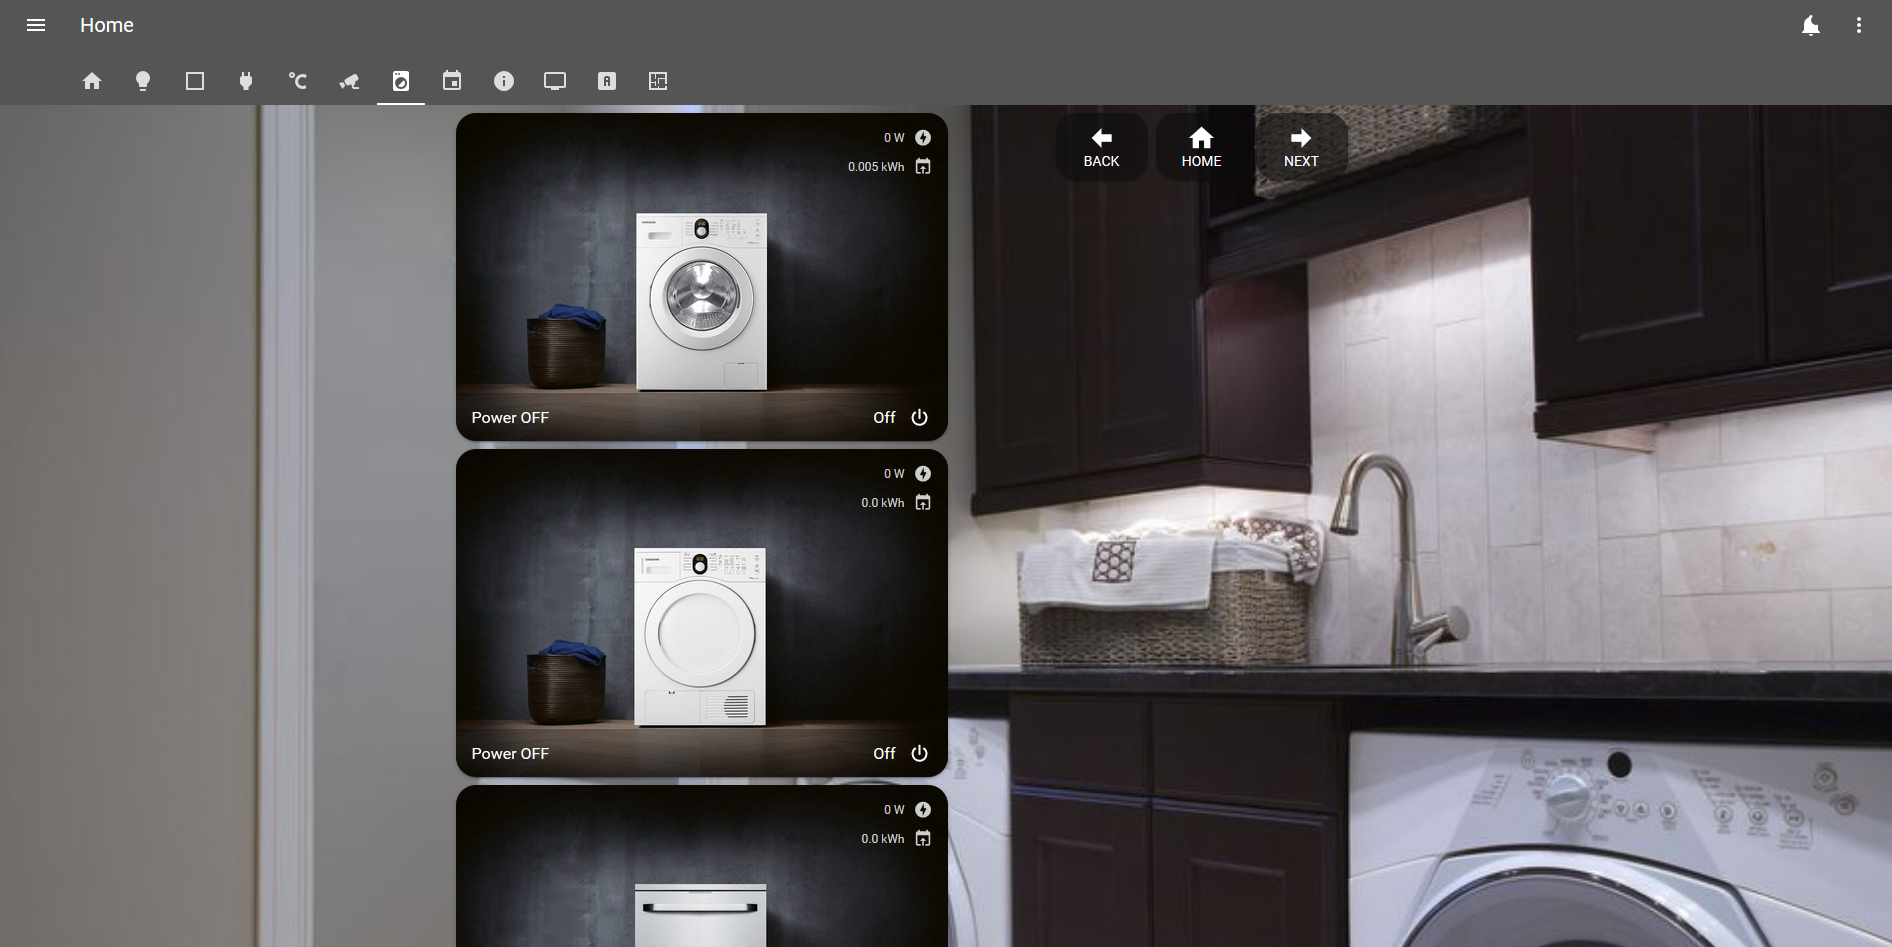 Home
0 W
0.005 kWh
Power OFF
Off
BACK
HOME
NEXT
0 W
0.0 kWh
Power OFF
Off
0 W
0.0 kWh